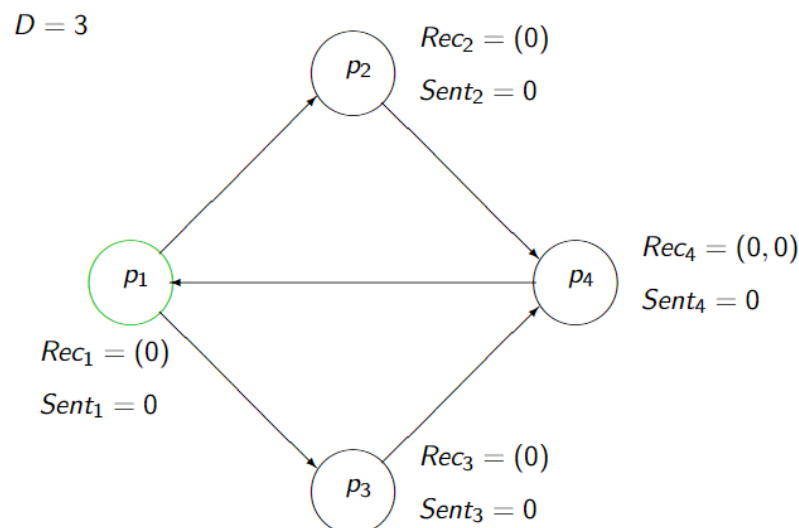 D = 3
p₂
Rec₂ = (0)
Sent₂ = 0
p₁
p₄
Rec₄ = (0, 0)
Sent₄ = 0
Rec₁ = (0)
Sent₁ = 0
p₃
Rec₃ = (0)
Sent₃ = 0